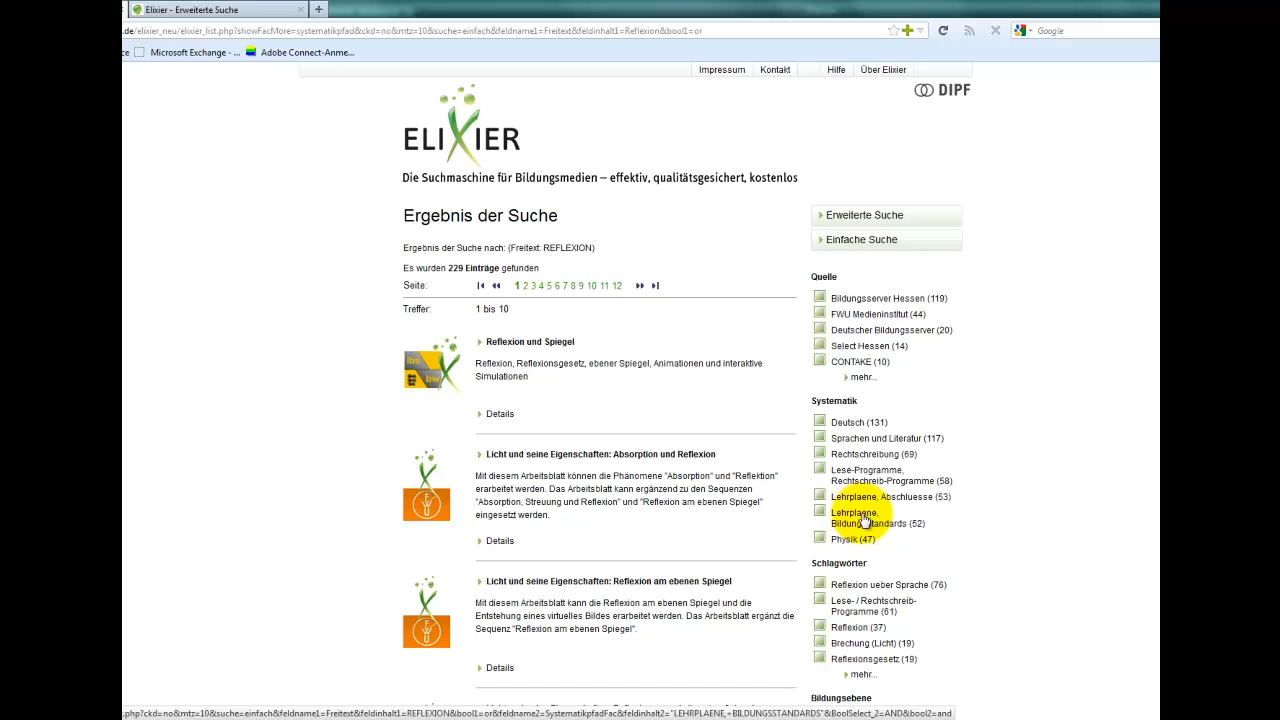 Elixier - Erweiterte Suche
.de/elixier_neu/elixier_list.php?showFacMore=systematikpfad&ckd=no&mtz=10&suche=einfach&feldname1=Freitext&feldinhalt1=Reflexion&bool1=or
Google
Microsoft Exchange - ...
Adobe Connect-Anme...
Impressum
Kontakt
Hilfe
Über Elixier
DIPF
ELIXIER
Die Suchmaschine für Bildungsmedien – effektiv, qualitätsgesichert, kostenlos
Ergebnis der Suche
Ergebnis der Suche nach: (Freitext: REFLEXION)
Es wurden 229 Einträge gefunden
Seite:
1 2 3 4 5 6 7 8 9 10 11 12
Treffer:
1 bis 10
Reflexion und Spiegel
Reflexion, Reflexionsgesetz, ebener Spiegel, Animationen und interaktive
Simulationen
Details
lbs
bw
Licht und seine Eigenschaften: Absorption und Reflexion
Mit diesem Arbeitsblatt können die Phänomene "Absorption" und "Reflektion"
erarbeitet werden. Das Arbeitsblatt kann ergänzend zu den Sequenzen
"Absorption, Streuung und Reflexion" und "Reflexion am ebenen Spiegel"
eingesetzt werden.
Details
FWU
Licht und seine Eigenschaften: Reflexion am ebenen Spiegel
Mit diesem Arbeitsblatt kann die Reflexion am ebenen Spiegel und die
Entstehung eines virtuelles Bildes erarbeitet werden. Das Arbeitsblatt ergänzt die
Sequenz "Reflexion am ebenen Spiegel".
Details
FWU
Erweiterte Suche
Einfache Suche
Quelle
Bildungsserver Hessen (119)
FWU Medieninstitut (44)
Deutscher Bildungsserver (20)
Select Hessen (14)
CONTAKE (10)
mehr...
Systematik
Deutsch (131)
Sprachen und Literatur (117)
Rechtschreibung (69)
Lese-Programme,
Rechtschreib-Programme (58)
Lehrplaene, Abschluesse (53)
Lehrplaene,
Bildungsstandards (52)
Physik (47)
Schlagwörter
Reflexion ueber Sprache (76)
Lese- / Rechtschreib-
Programme (61)
Reflexion (37)
Brechung (Licht) (19)
Reflexionsgesetz (19)
mehr...
Bildungsebene
.php?ckd=no&mtz=10&suche=einfach&feldname1=Freitext&feldinhalt1=REFLEXION&bool1=or&feldname2=SystematikpfadFac&feldinhalt2="LEHRPLAENE,+BILDUNGSSTANDARDS"&BoolSelect_2=AND&bool2=and